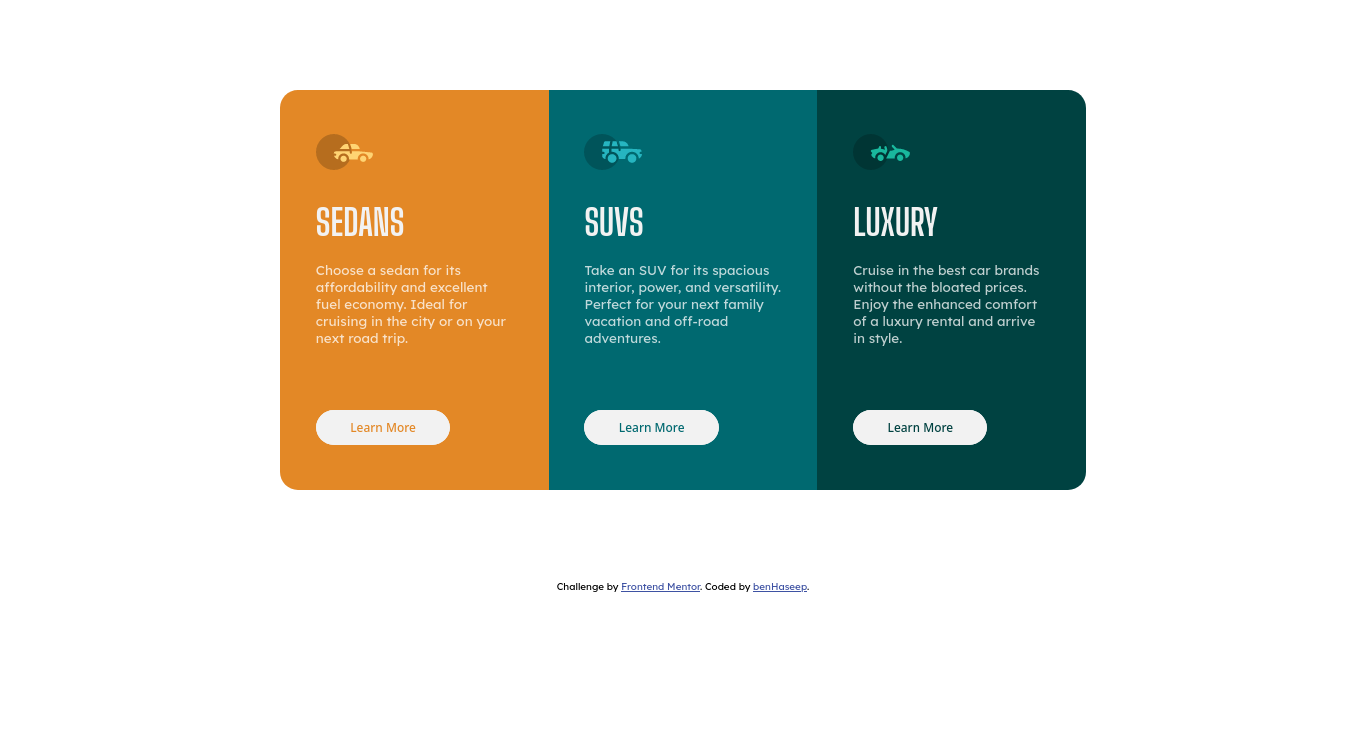 SEDANS
Choose a sedan for its
affordability and excellent
fuel economy. Ideal for
cruising in the city or on your
next road trip.
Learn More
SUVS
Take an SUV for its spacious
interior, power, and versatility.
Perfect for your next family
vacation and off-road
adventures.
Learn More
LUXURY
Cruise in the best car brands
without the bloated prices.
Enjoy the enhanced comfort
of a luxury rental and arrive
in style.
Learn More
Challenge by Frontend Mentor. Coded by benHaseep.